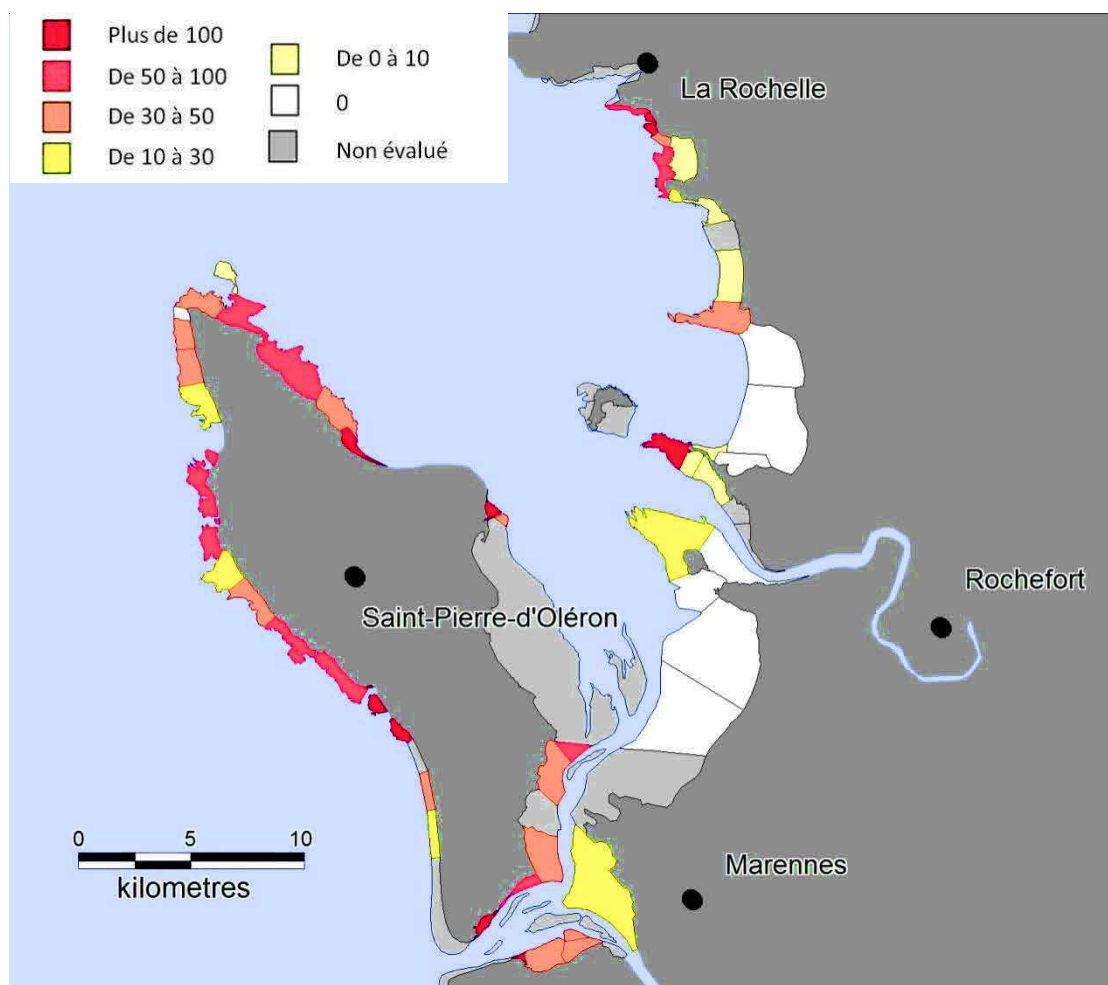 Plus de 100
De 50 à 100
De 30 à 50
De 10 à 30
De 0 à 10
0
Non évalué
La Rochelle
Rochefort
Saint-Pierre-d'Oléron
Marennes
0 5 10
kilometres